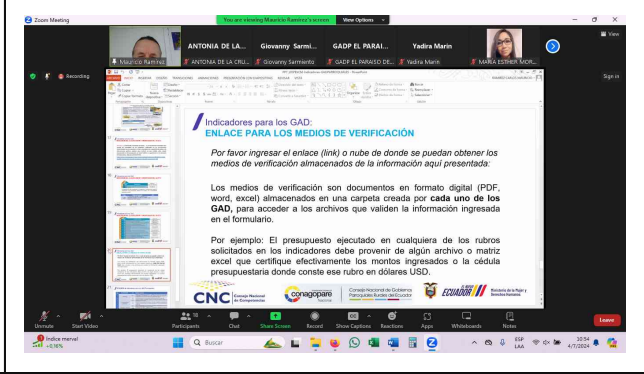 Zoom Meeting
You are viewing Mauricio Ramirez's screen
View Options
View
Mauricio Ramirez
ANTONIA DE LA...
ANTONIA DE LA CRU...
Giovanny Sarmi...
Giovanny Sarmiento
GADP EL PARAI...
GADP EL PARAISO DE...
Yadira Marin
Yadira Marin
MARIA ESTHER MOR...
Recording
Sign in
Indicadores para los GAD:
ENLACE PARA LOS MEDIOS DE VERIFICACIÓN
Por favor ingresar el enlace (link) o nube de donde se puedan obtener los
medios de verificación almacenados de la información aquí presentada:
Los medios de verificación son documentos en formato digital (PDF,
word, excel) almacenados en una carpeta creada por cada uno de los
GAD, para acceder a los archivos que validen la información ingresada
en el formulario.
Por ejemplo: El presupuesto ejecutado en cualquiera de los rubros
solicitados en los indicadores debe provenir de algún archivo o matriz
excel que certifique efectivamente los montos ingresados o la cédula
presupuestaria donde conste ese rubro en dólares USD.
CNC Consejo Nacional
de Competencias
conagopare
Consejo Nacional de Gobiernos
Parroquiales Rurales del Ecuador
ECUADOR
Ministerio de la Mujer y
Derechos Humanos
Unmute
Start Video
Participants
18
Chat
Share Screen
Record
Show Captions
Reactions
Apps
Whiteboards
Notes
Leave
Índice merval
+0,16%
Buscar
ESP
LAA
10:54
4/7/2024